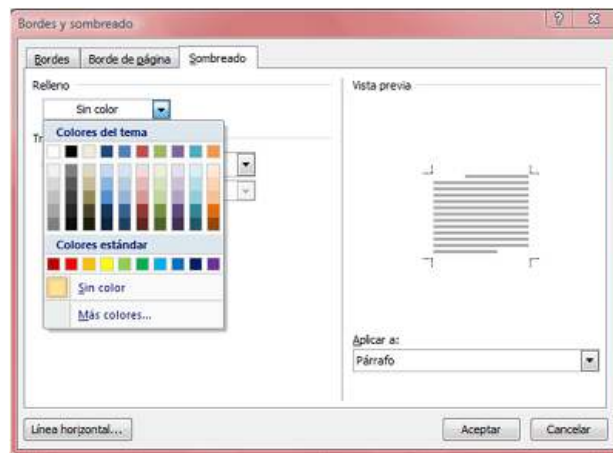 Bordes y sombreado
Bordes
Borde de página
Sombreado
Relleno
Sin color
Tr
Colores del tema
Colores estándar
Sin color
Más colores...
Vista previa
Aplicar a:
Párrafo
Línea horizontal...
Aceptar
Cancelar